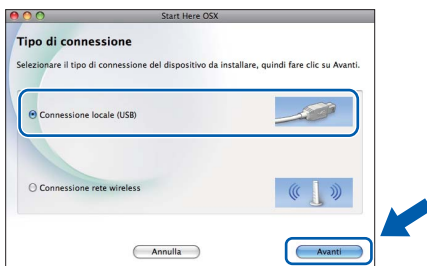 Start Here OSX
Tipo di connessione
Selezionare il tipo di connessione del dispositivo da installare, quindi fare clic su Avanti.
Connessione locale (USB)
Connessione rete wireless
Annulla
Avanti